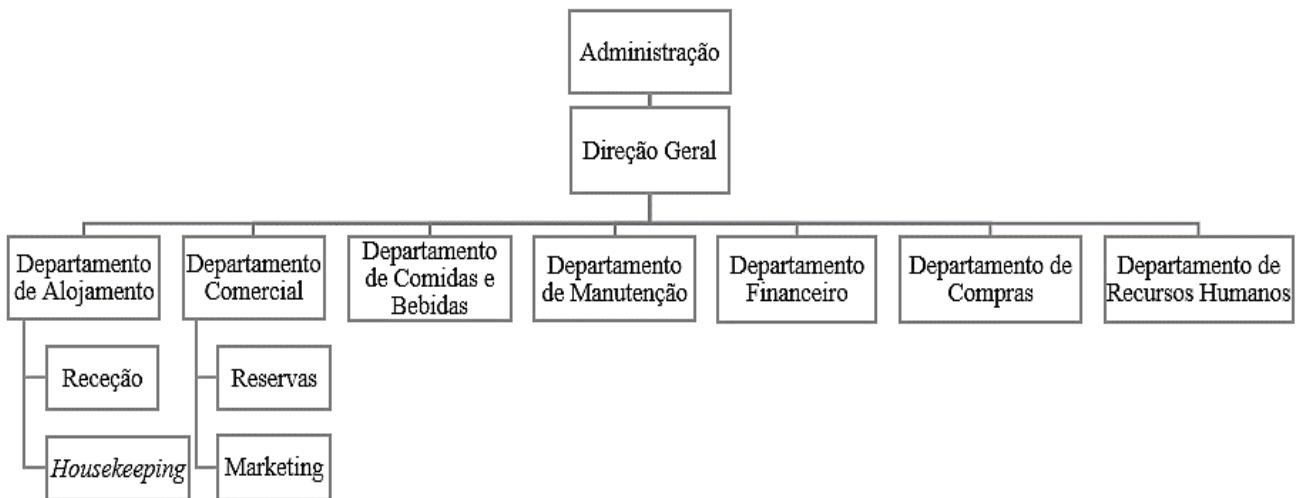 Administração
Direção Geral
Departamento
de Alojamento
Departamento
Comercial
Departamento
de Comidas e
Bebidas
Departamento
de Manutenção
Departamento
Financeiro
Departamento de
Compras
Departamento de
Recursos Humanos
Receção
Reservas
Housekeeping
Marketing